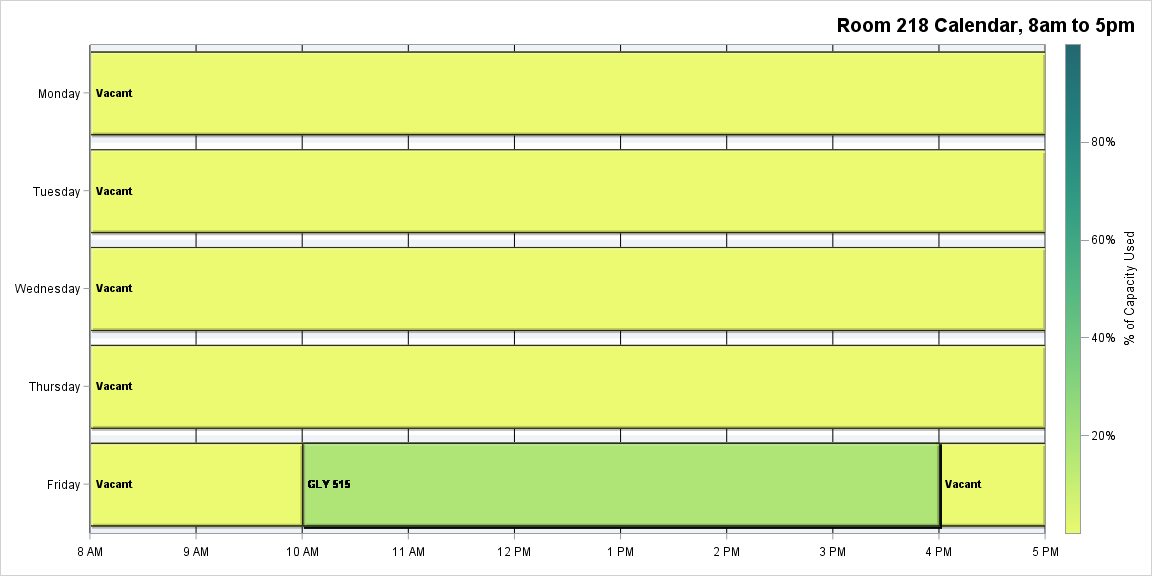 Room 218 Calendar, 8am to 5pm
Monday
Vacant
Tuesday
Vacant
Wednesday
Vacant
Thursday
Vacant
Friday
Vacant
GLY 515
Vacant
8 AM
9 AM
10 AM
11 AM
12 PM
1 PM
2 PM
3 PM
4 PM
5 PM
80%
60%
40%
20%
% of Capacity Used